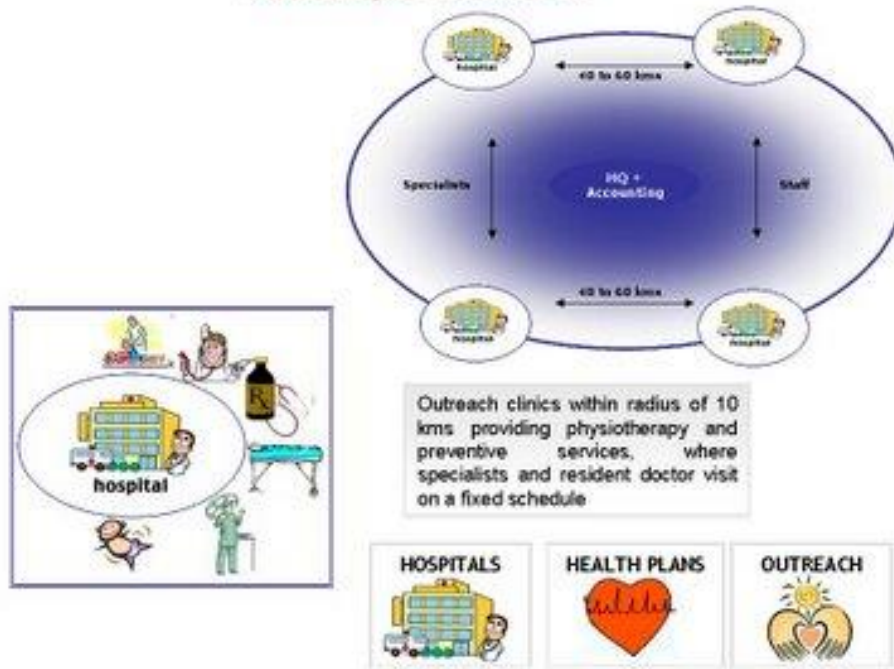 hospital
hospital
40 to 60 kms
Specialists
HQ +
Accounting
Staff
40 to 60 kms
hospital
hospital
hospital
Outreach clinics within radius of 10
kms providing physiotherapy and
preventive services, where
specialists and resident doctor visit
on a fixed schedule
HOSPITALS
HEALTH PLANS
OUTREACH